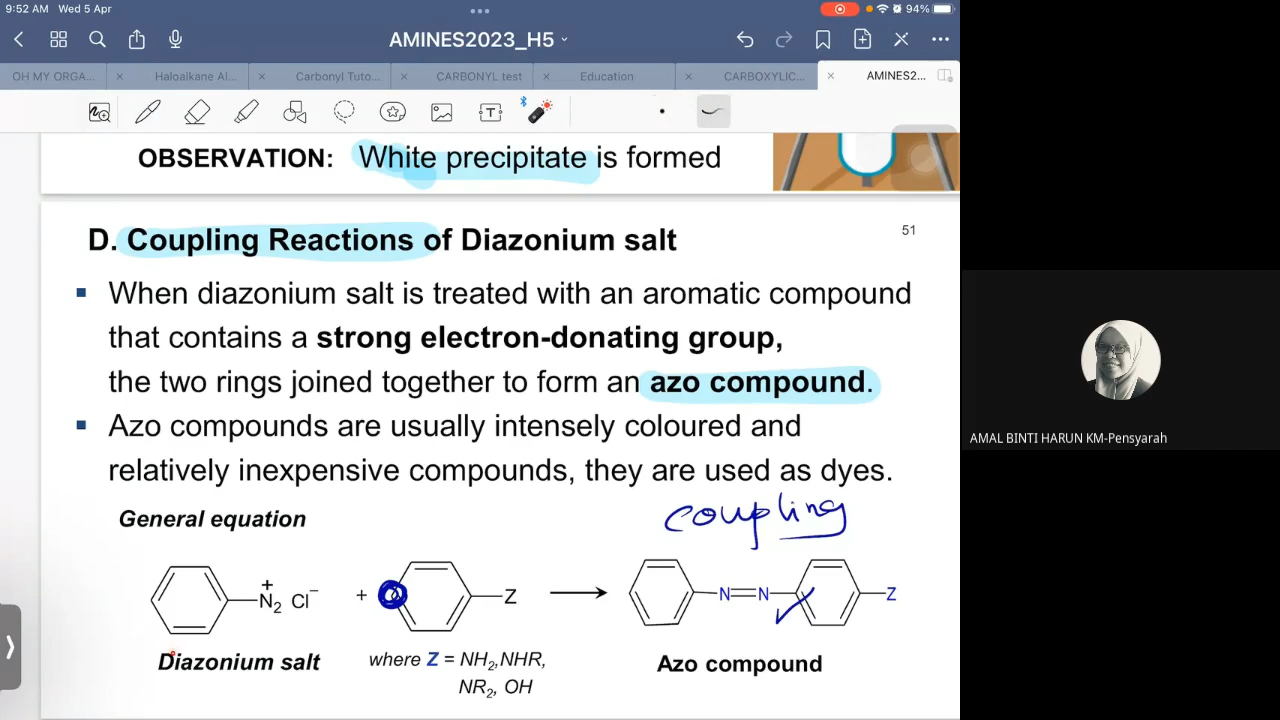 9:52 AM Wed 5 Apr
94%
AMINES2023_H5
OH MY ORGA...
Haloalkane Al...
Carbonyl Tuto...
CARBONYL test
Education
CARBOXYLIC...
AMINES2...
OBSERVATION: White precipitate is formed
51
D. Coupling Reactions of Diazonium salt
When diazonium salt is treated with an aromatic compound
that contains a strong electron-donating group,
the two rings joined together to form an azo compound.
Azo compounds are usually intensely coloured and
relatively inexpensive compounds, they are used as dyes.
General equation
coupling
N₂⁺ Cl⁻ + Z → N=N Z
Diazonium salt
where Z = NH₂,NHR,
NR₂, OH
Azo compound
AMAL BINTI HARUN KM-Pensyarah